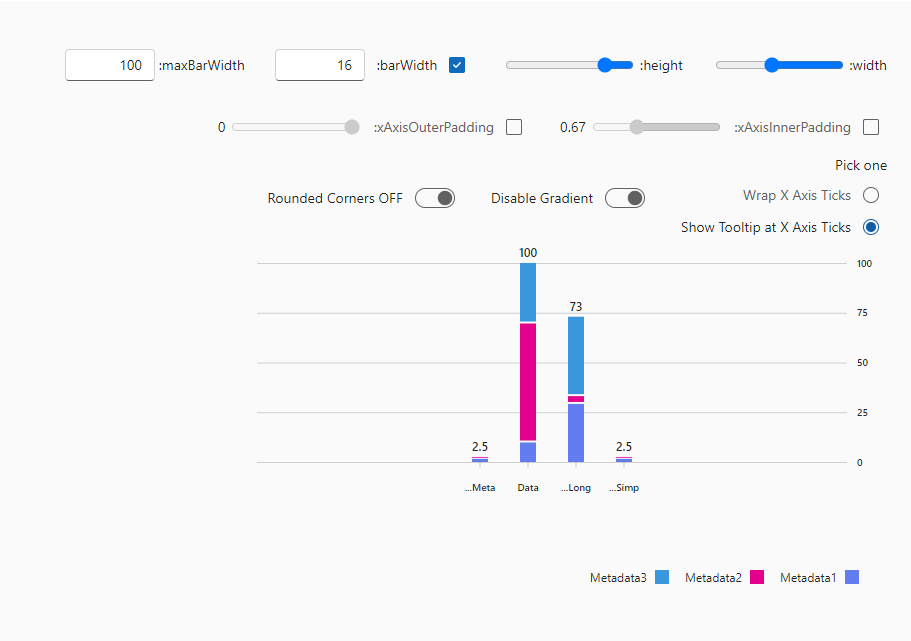 100 :maxBarWidth 16 :barWidth :height :width
0 :xAxisOuterPadding 0.67 :xAxisInnerPadding
Pick one
Rounded Corners OFF Disable Gradient Wrap X Axis Ticks
Show Tooltip at X Axis Ticks
100
100
73
75
50
25
2.5 2.5
0
...Meta Data ...Long ...Simp
Metadata3 Metadata2 Metadata1